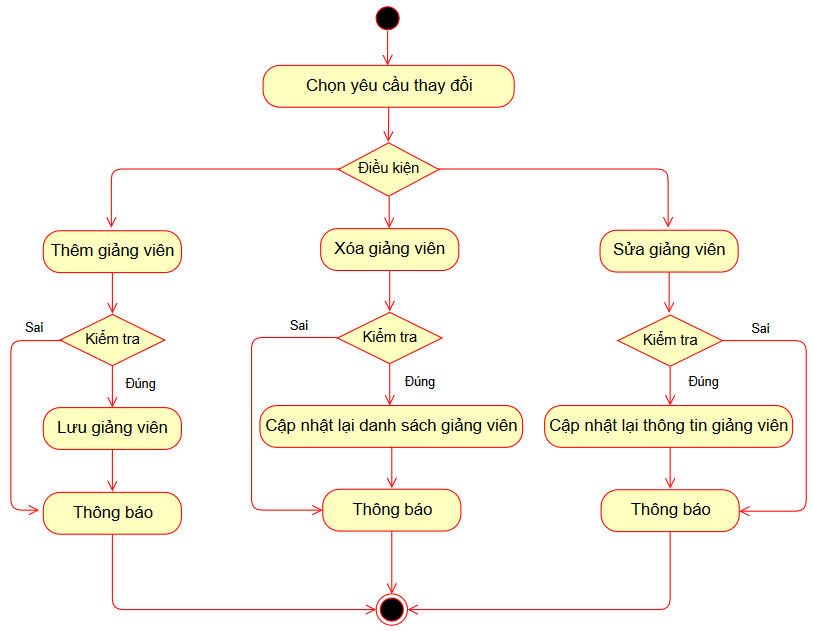 Chọn yêu cầu thay đổi
Điều kiện
Thêm giảng viên
Xóa giảng viên
Sửa giảng viên
Sai
Kiểm tra
Sai
Kiểm tra
Kiểm tra
Sai
Đúng
Đúng
Đúng
Lưu giảng viên
Cập nhật lại danh sách giảng viên
Cập nhật lại thông tin giảng viên
Thông báo
Thông báo
Thông báo